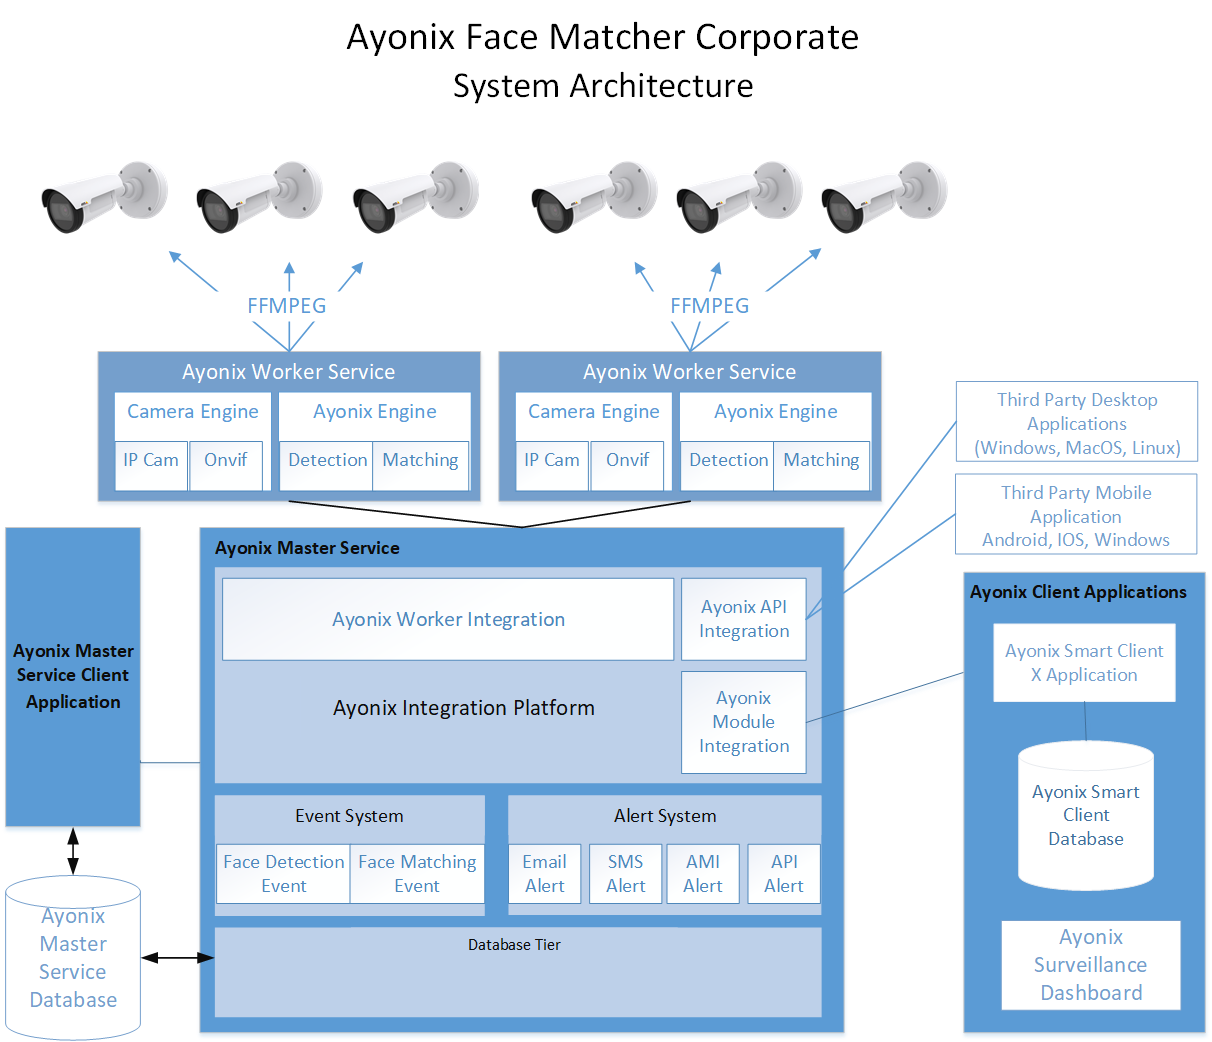 Ayonix Face Matcher Corporate
System Architecture
FFMPEG
FFMPEG
Ayonix Worker Service
Camera Engine
Ayonix Engine
IP Cam
Onvif
Detection
Matching
Ayonix Worker Service
Camera Engine
Ayonix Engine
IP Cam
Onvif
Detection
Matching
Third Party Desktop
Applications
(Windows, MacOS, Linux)
Third Party Mobile
Application
Android, IOS, Windows
Ayonix Master
Service Client
Application
Ayonix Master Service
Ayonix Worker Integration
Ayonix API
Integration
Ayonix Integration Platform
Ayonix
Module
Integration
Event System
Face Detection
Event
Face Matching
Event
Alert System
Email
Alert
SMS
Alert
AMI
Alert
API
Alert
Database Tier
Ayonix
Master
Service
Database
Ayonix Client Applications
Ayonix Smart Client
X Application
Ayonix Smart
Client
Database
Ayonix
Surveillance
Dashboard